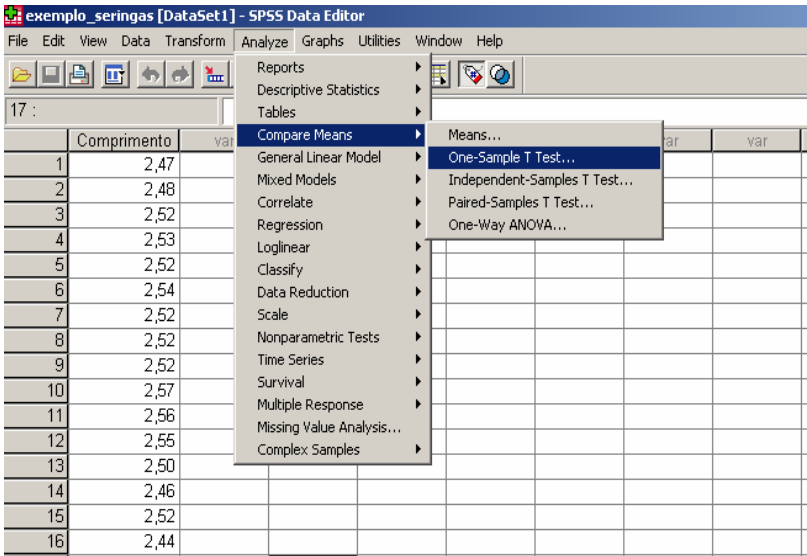 exemplo_seringas [DataSet1] - SPSS Data Editor
File Edit View Data Transform Analyze Graphs Utilities Window Help
17 :
Reports
Descriptive Statistics
Tables
Compare Means
General Linear Model
Mixed Models
Correlate
Regression
Loglinear
Classify
Data Reduction
Scale
Nonparametric Tests
Time Series
Survival
Multiple Response
Missing Value Analysis...
Complex Samples
Means...
One-Sample T Test...
Independent-Samples T Test...
Paired-Samples T Test...
One-Way ANOVA...
Comprimento var var
1 2,47
2 2,48
3 2,52
4 2,53
5 2,52
6 2,54
7 2,52
8 2,52
9 2,52
10 2,57
11 2,56
12 2,55
13 2,50
14 2,46
15 2,52
16 2,44